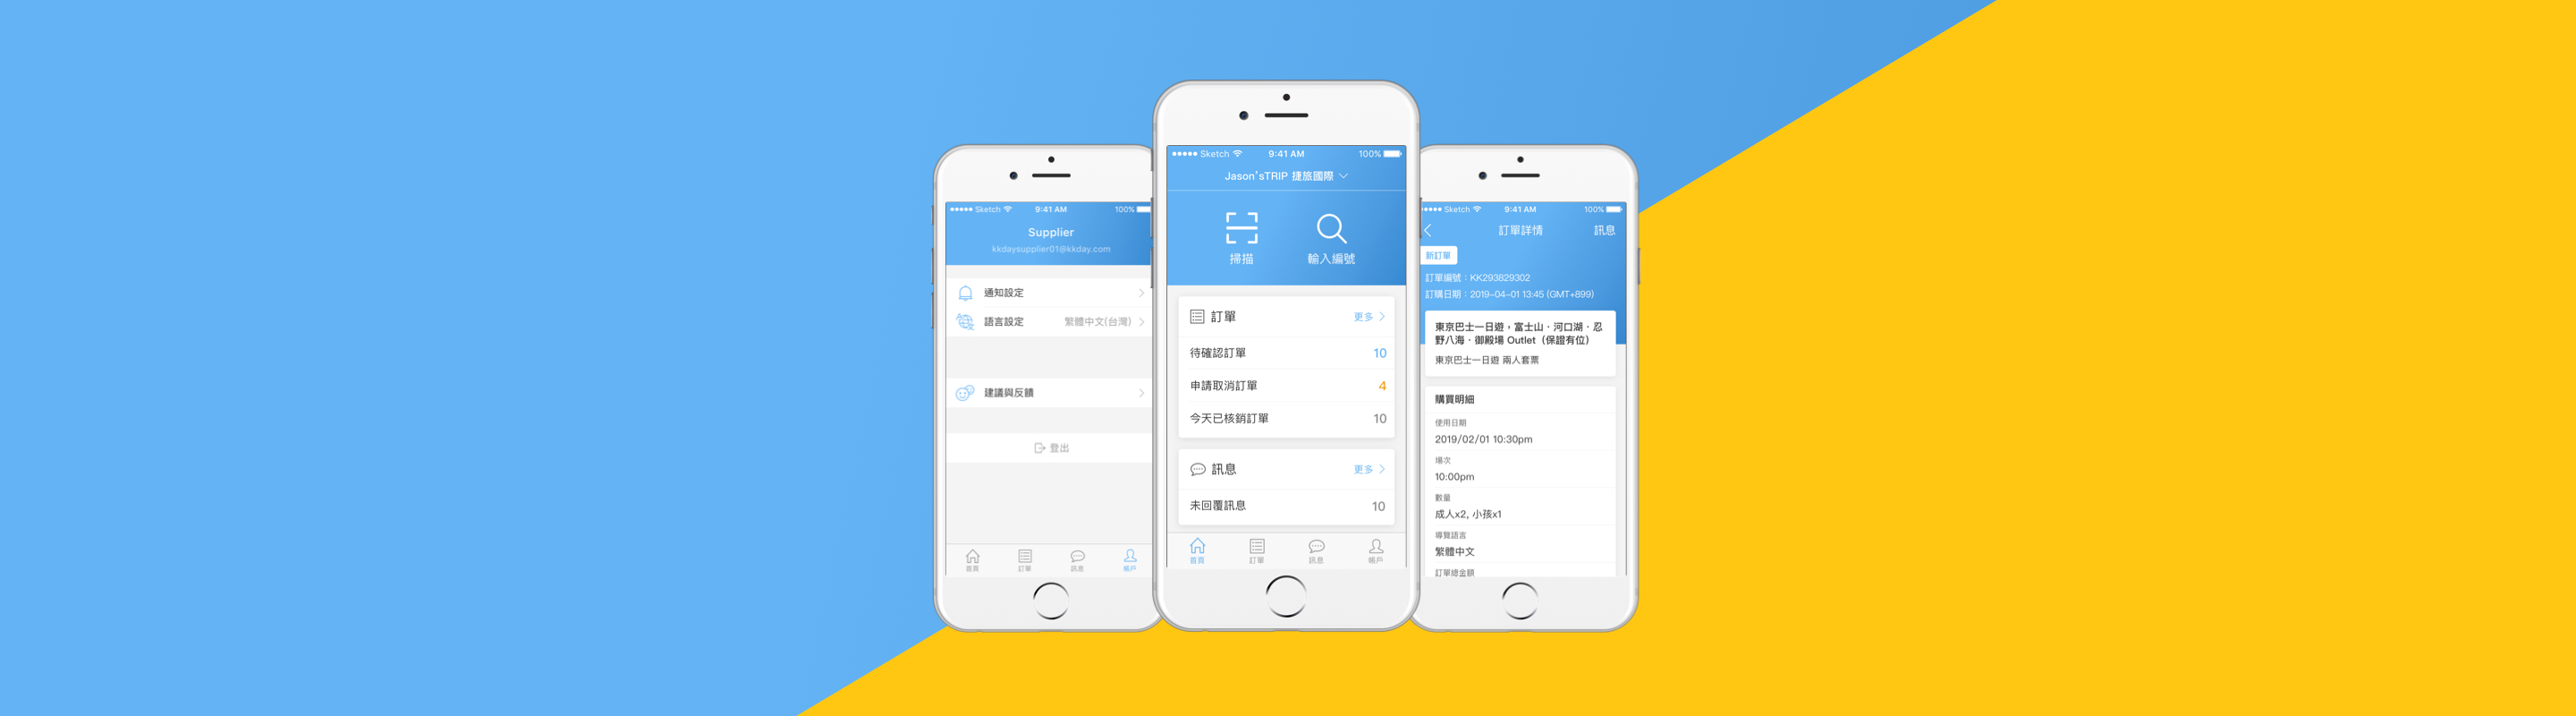 Sketch 9:41 AM 100%
Supplier
kkdaysupplier01@kkday.com
通知設定
語言設定 繁體中文(台灣)
建議與反饋
登出
首頁 訂單 訊息 帳戶
Sketch 9:41 AM 100%
Jason'sTRIP 捷旅國際
掃描 輸入編號
訂單 更多
待確認訂單 10
申請取消訂單 4
今天已核銷訂單 10
訊息 更多
未回覆訊息 10
首頁 訂單 訊息 帳戶
Sketch 9:41 AM 100%
訂單詳情 訊息
新訂單
訂單編號：KK293829302
訂購日期：2019-04-01 13:45 (GMT+899)
東京巴士一日遊，富士山．河口湖．忍
野八海．御殿場 Outlet（保證有位）
東京巴士一日遊 兩人套票
購買明細
使用日期
2019/02/01 10:30pm
場次
10:00pm
數量
成人x2, 小孩x1
導覽語言
繁體中文
訂單總金額